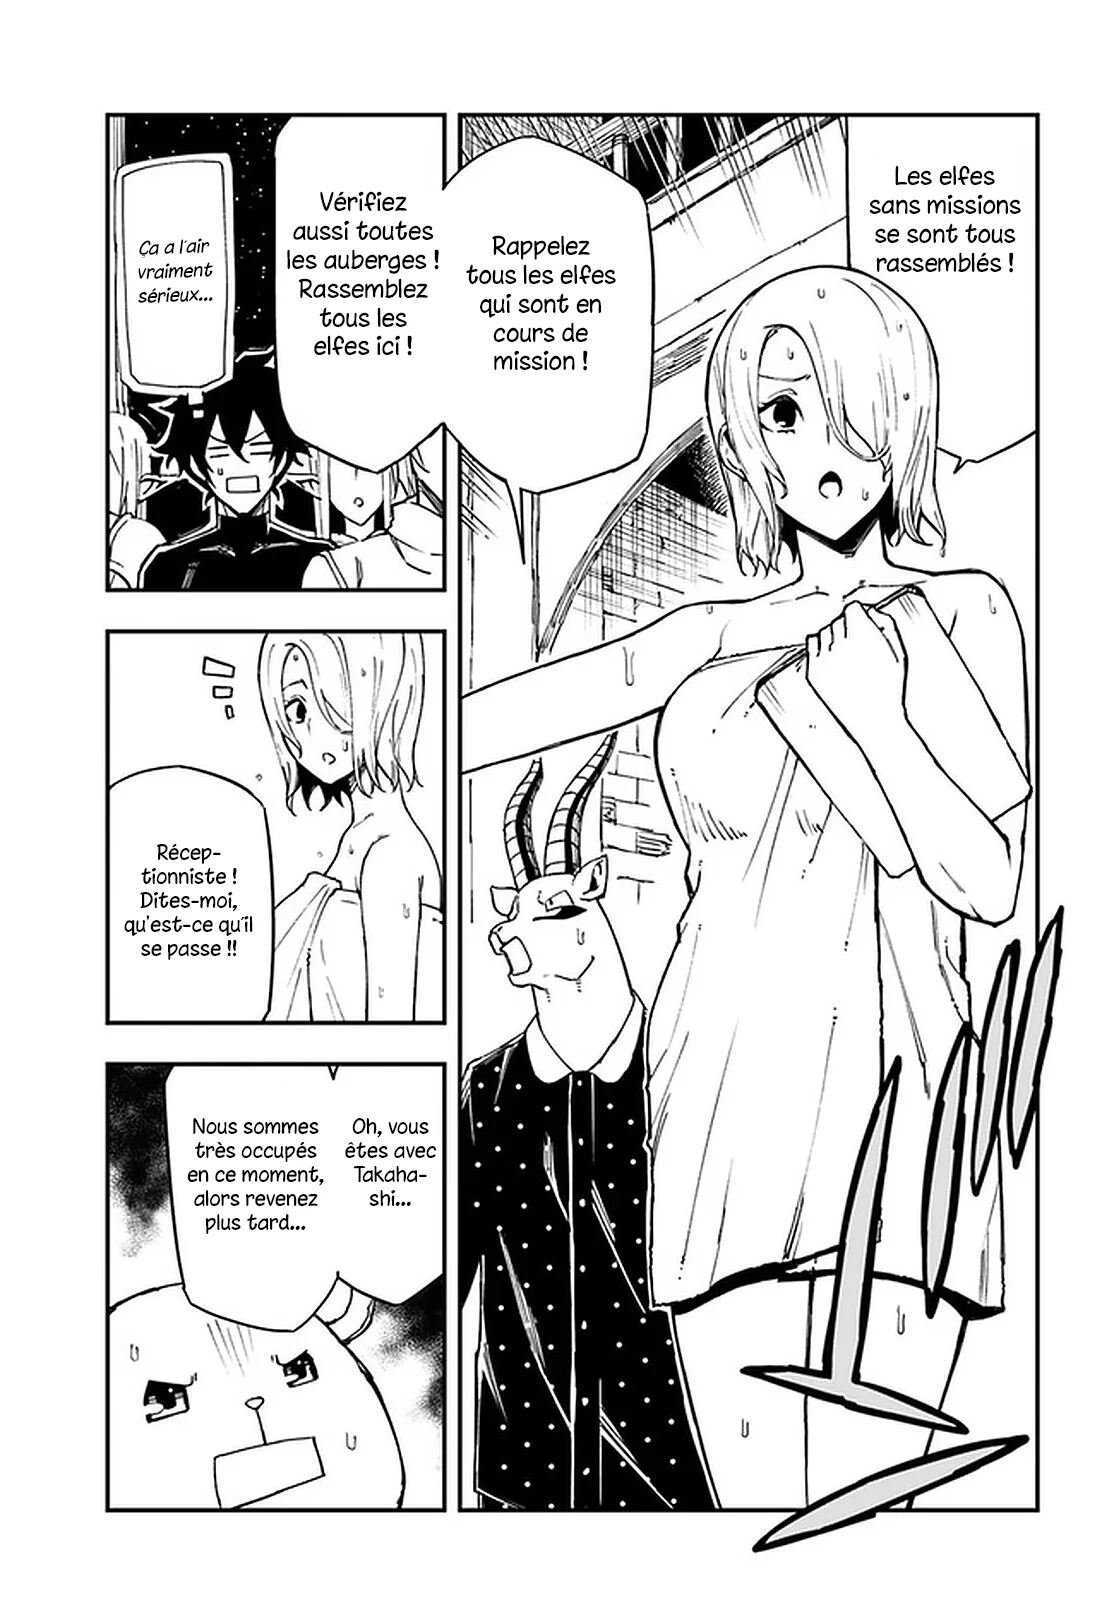 Les elfes
sans missions
se sont tous
rassemblés !
Rappelez
tous les elfes
qui sont en
cours de
mission !
Vérifiez
aussi toutes
les auberges !
Rassemblez
tous les
elfes ici !
Ça a l'air
vraiment
sérieux...
Récep-
tionniste !
Dites-moi,
qu'est-ce qu'il
se passe !!
Oh, vous
êtes avec
Takaha-
shi...
Nous sommes
très occupés
en ce moment,
alors revenez
plus tard...